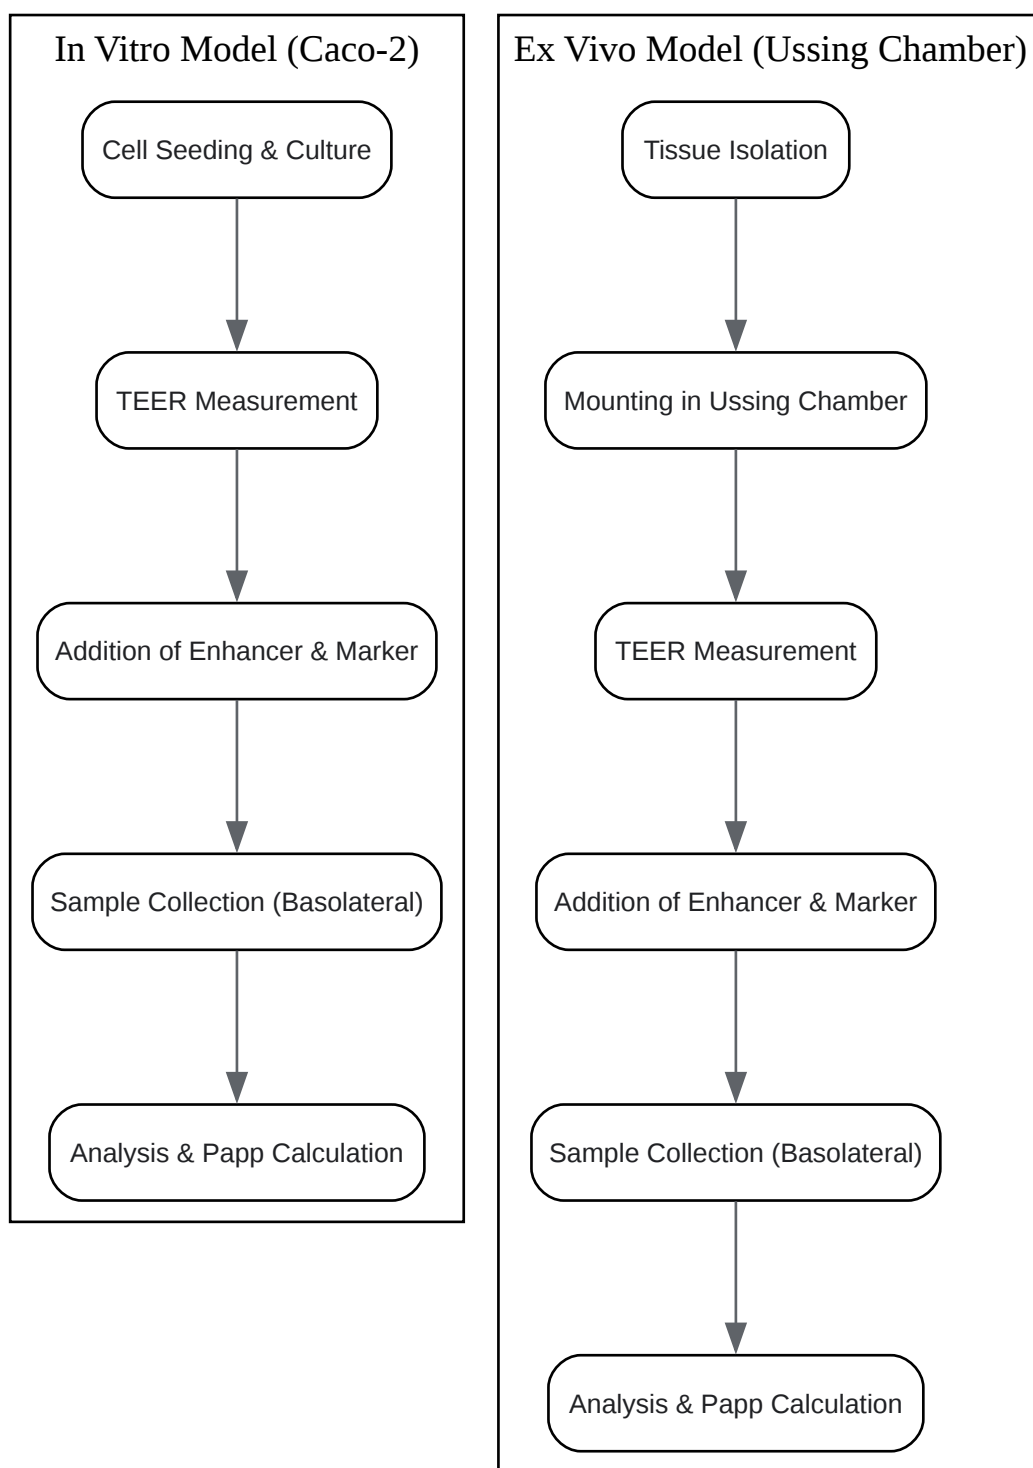 In Vitro Model (Caco-2)
Cell Seeding & Culture
TEER Measurement
Addition of Enhancer & Marker
Sample Collection (Basolateral)
Analysis & Papp Calculation
Ex Vivo Model (Ussing Chamber)
Tissue Isolation
Mounting in Ussing Chamber
TEER Measurement
Addition of Enhancer & Marker
Sample Collection (Basolateral)
Analysis & Papp Calculation